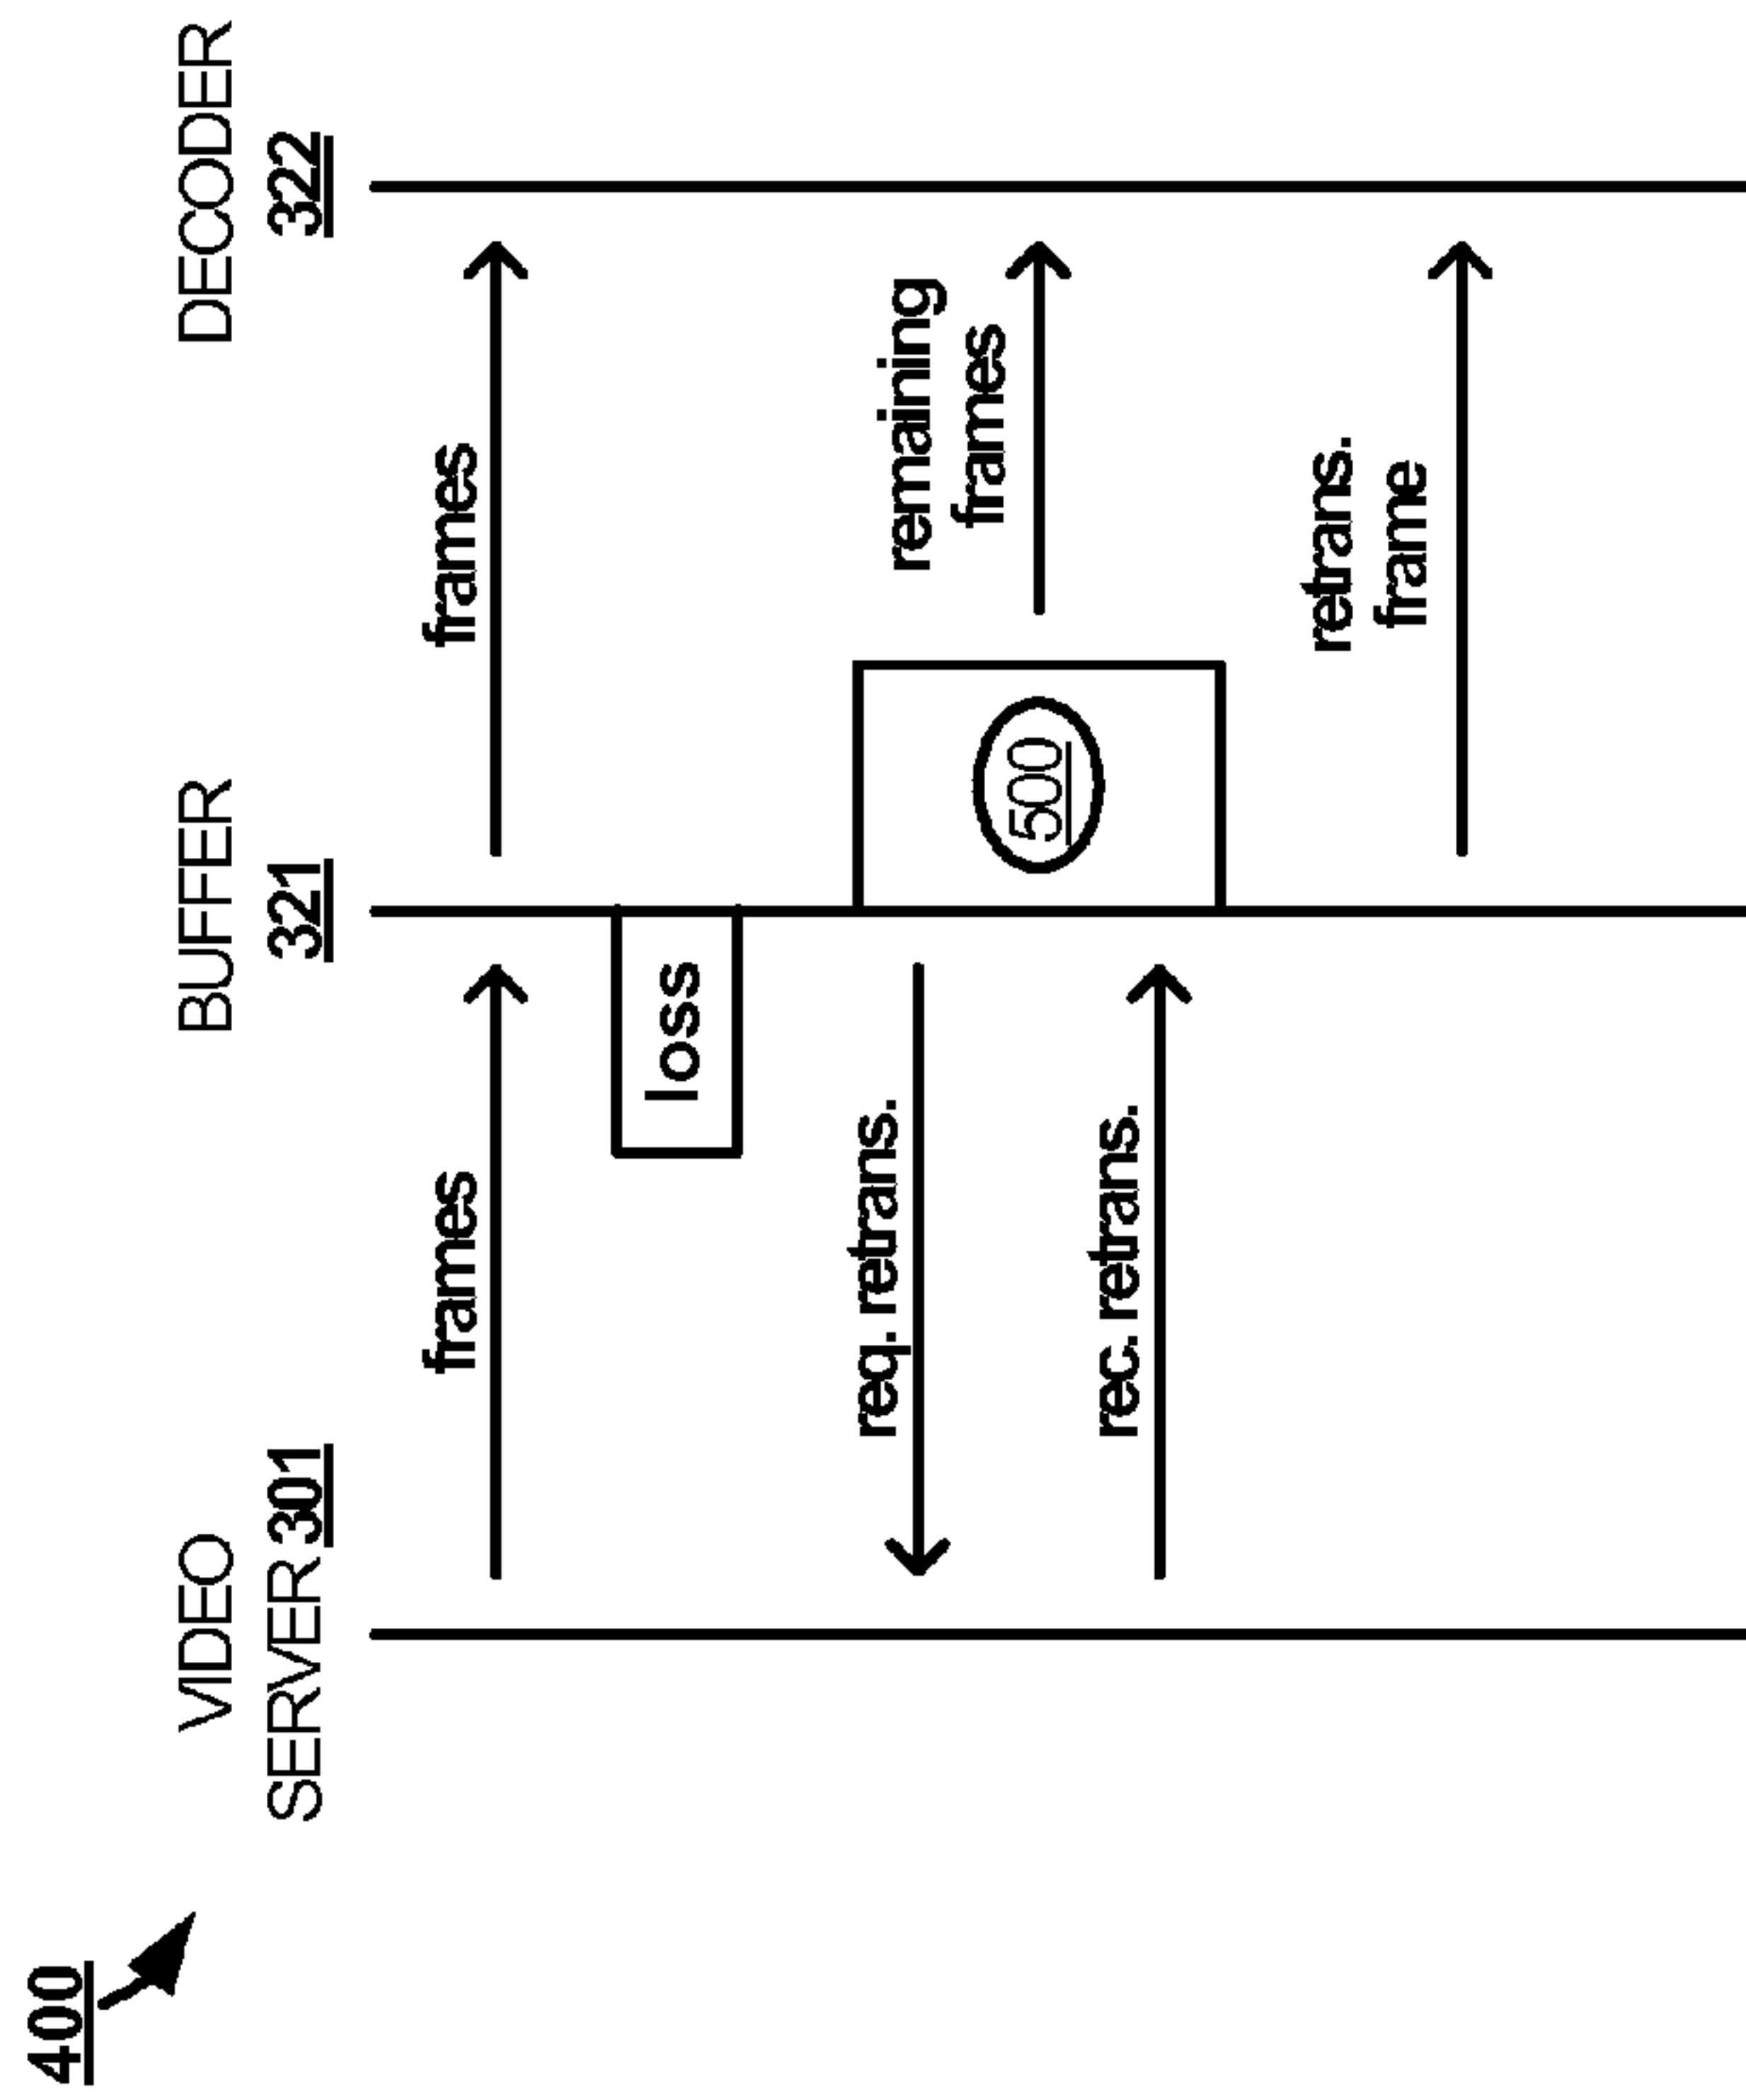 400
VIDEO
SERVER 301
BUFFER
321
DECODER
322
frames
frames
loss
req. retrans.
500
remaining
frames
rec. retrans.
retrans.
frame